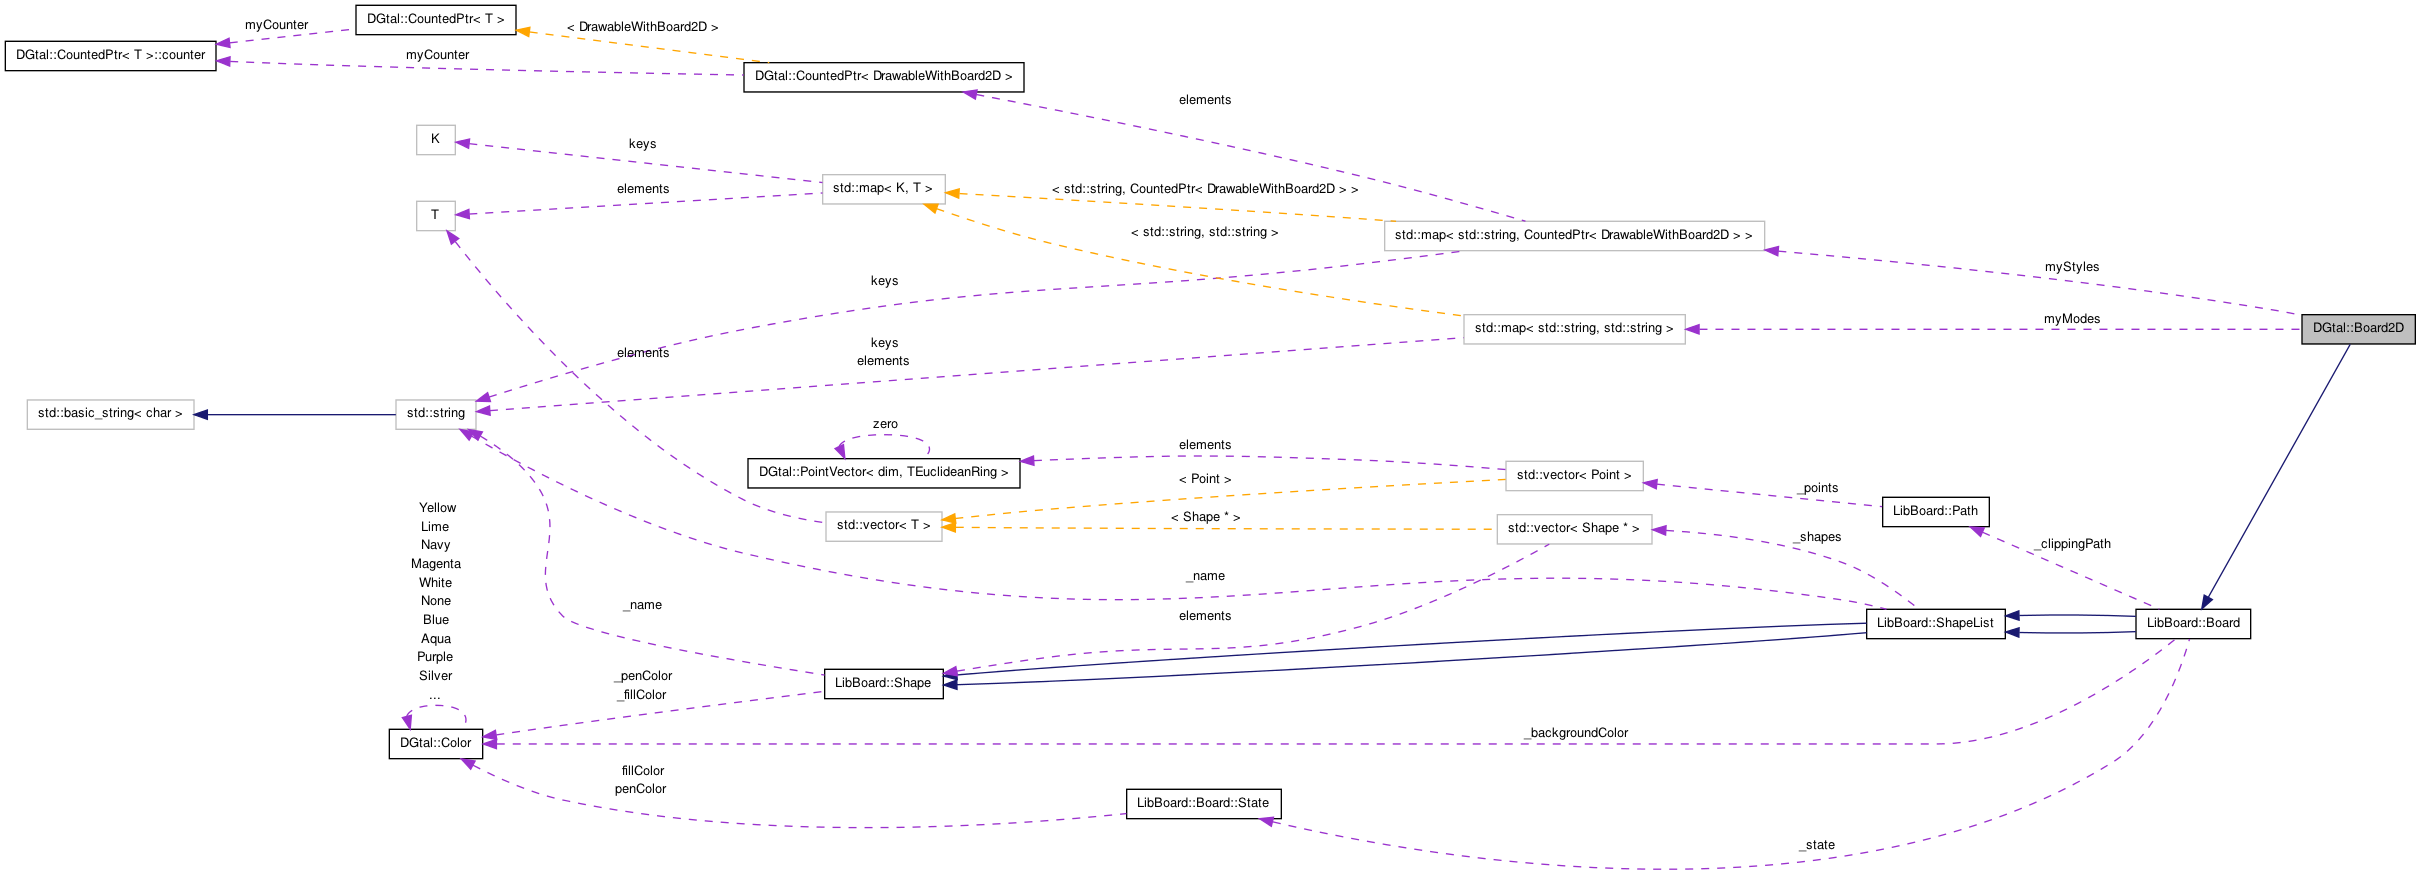 DGtal::CountedPtr< T >
myCounter
< DrawableWithBoard2D >
DGtal::CountedPtr< T >::counter
myCounter
DGtal::CountedPtr< DrawableWithBoard2D >
elements
K
keys
std::map< K, T >
elements
< std::string, CountedPtr< DrawableWithBoard2D > >
T
< std::string, std::string >
std::map< std::string, CountedPtr< DrawableWithBoard2D > >
myStyles
keys
myModes
std::map< std::string, std::string >
DGtal::Board2D
keys
elements
elements
std::basic_string< char >
std::string
zero
elements
DGtal::PointVector< dim, TEuclideanRing >
std::vector< Point >
< Point >
_points
LibBoard::Path
< Shape * >
std::vector< T >
std::vector< Shape * >
_shapes
_clippingPath
Yellow
Lime
Navy
Magenta
White
None
Blue
Aqua
Purple
Silver
...
_name
_name
elements
LibBoard::ShapeList
LibBoard::Board
_penColor
_fillColor
LibBoard::Shape
_backgroundColor
DGtal::Color
fillColor
penColor
LibBoard::Board::State
_state